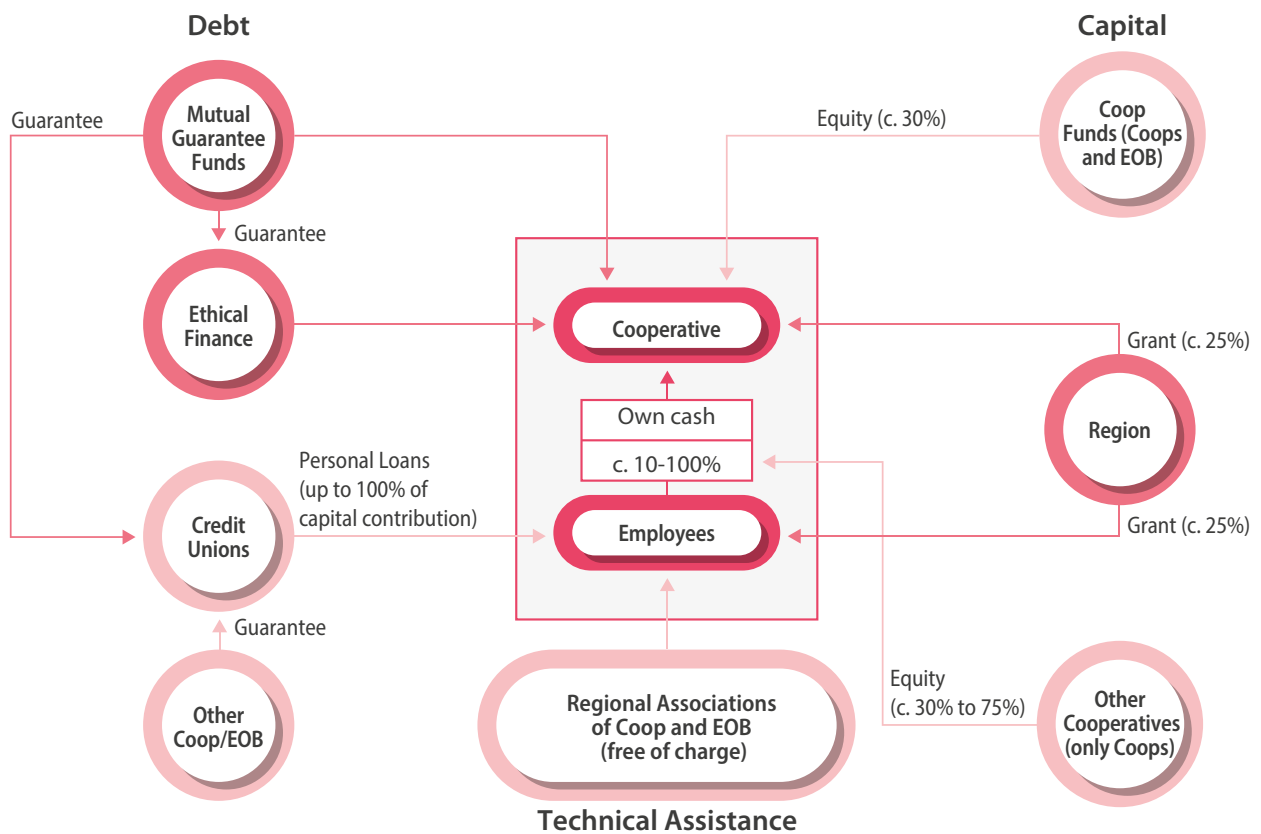 Debt
Capital
Guarantee
Mutual
Guarantee
Funds
Equity (c. 30%)
Coop
Funds (Coops
and EOB)
Guarantee
Ethical
Finance
Cooperative
Grant (c. 25%)
Own cash
c. 10-100%
Region
Personal Loans
(up to 100% of
capital contribution)
Credit
Unions
Employees
Grant (c. 25%)
Guarantee
Other
Coop/EOB
Regional Associations
of Coop and EOB
(free of charge)
Equity
(c. 30% to 75%)
Other
Cooperatives
(only Coops)
Technical Assistance